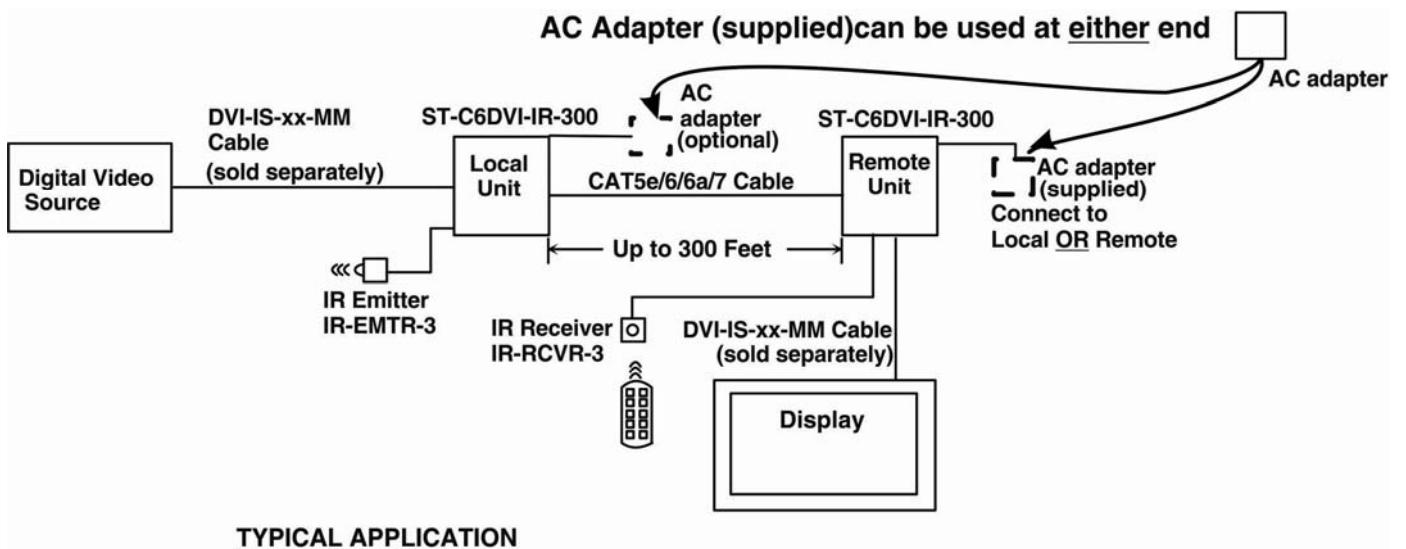 AC Adapter (supplied)can be used at either end
AC adapter
DVI-IS-xx-MM
Cable
(sold separately)
ST-C6DVI-IR-300
AC
adapter
(optional)
ST-C6DVI-IR-300
Digital Video
Source
Local
Unit
CAT5e/6/6a/7 Cable
Remote
Unit
AC adapter
(supplied)
Connect to
Local OR Remote
Up to 300 Feet
IR Emitter
IR-EMTR-3
IR Receiver
IR-RCVR-3
DVI-IS-xx-MM Cable
(sold separately)
Display
TYPICAL APPLICATION